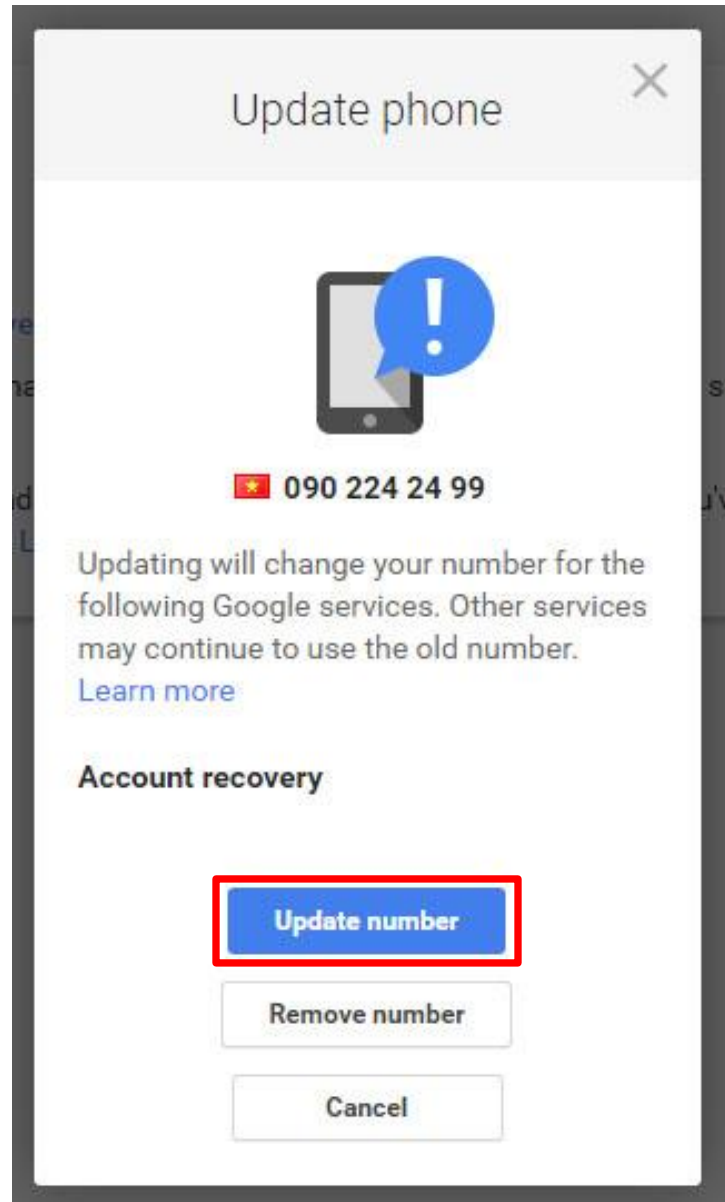 Update phone
090 224 24 99
Updating will change your number for the
following Google services. Other services
may continue to use the old number.
Learn more
Account recovery
Update number
Remove number
Cancel